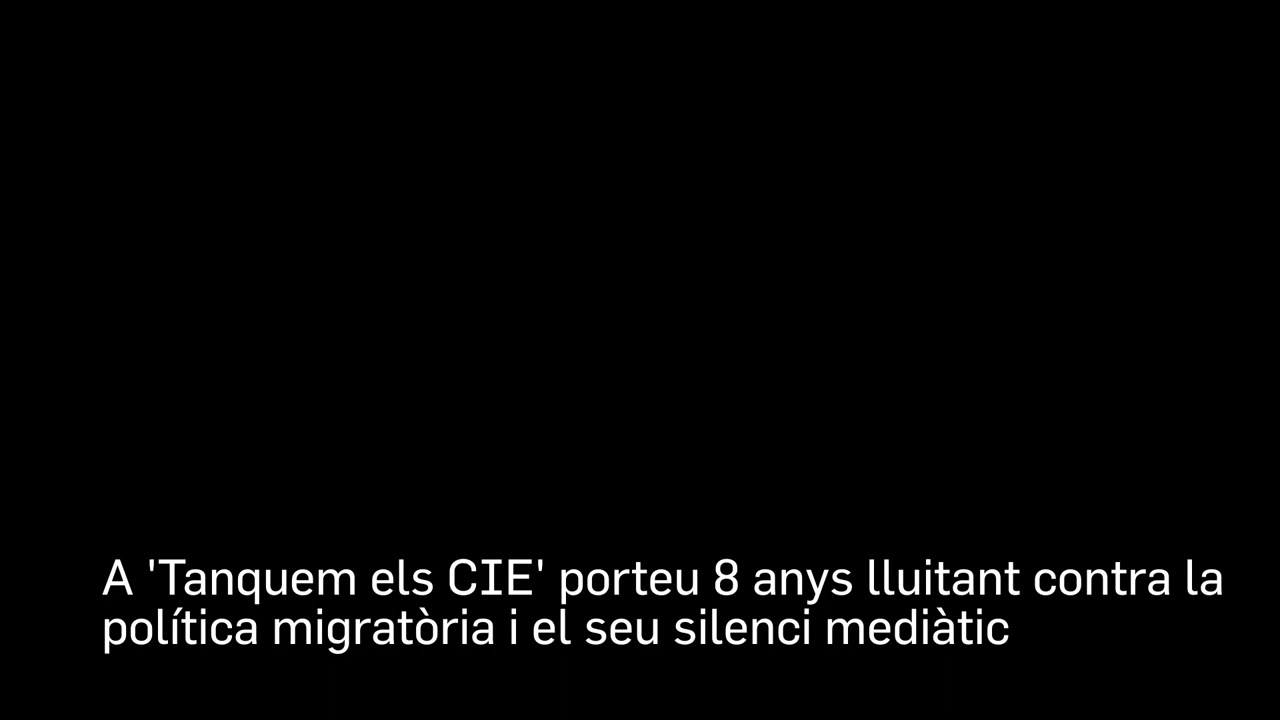 A 'Tanquem els CIE' porteu 8 anys lluitant contra la
política migratòria i el seu silenci mediàtic